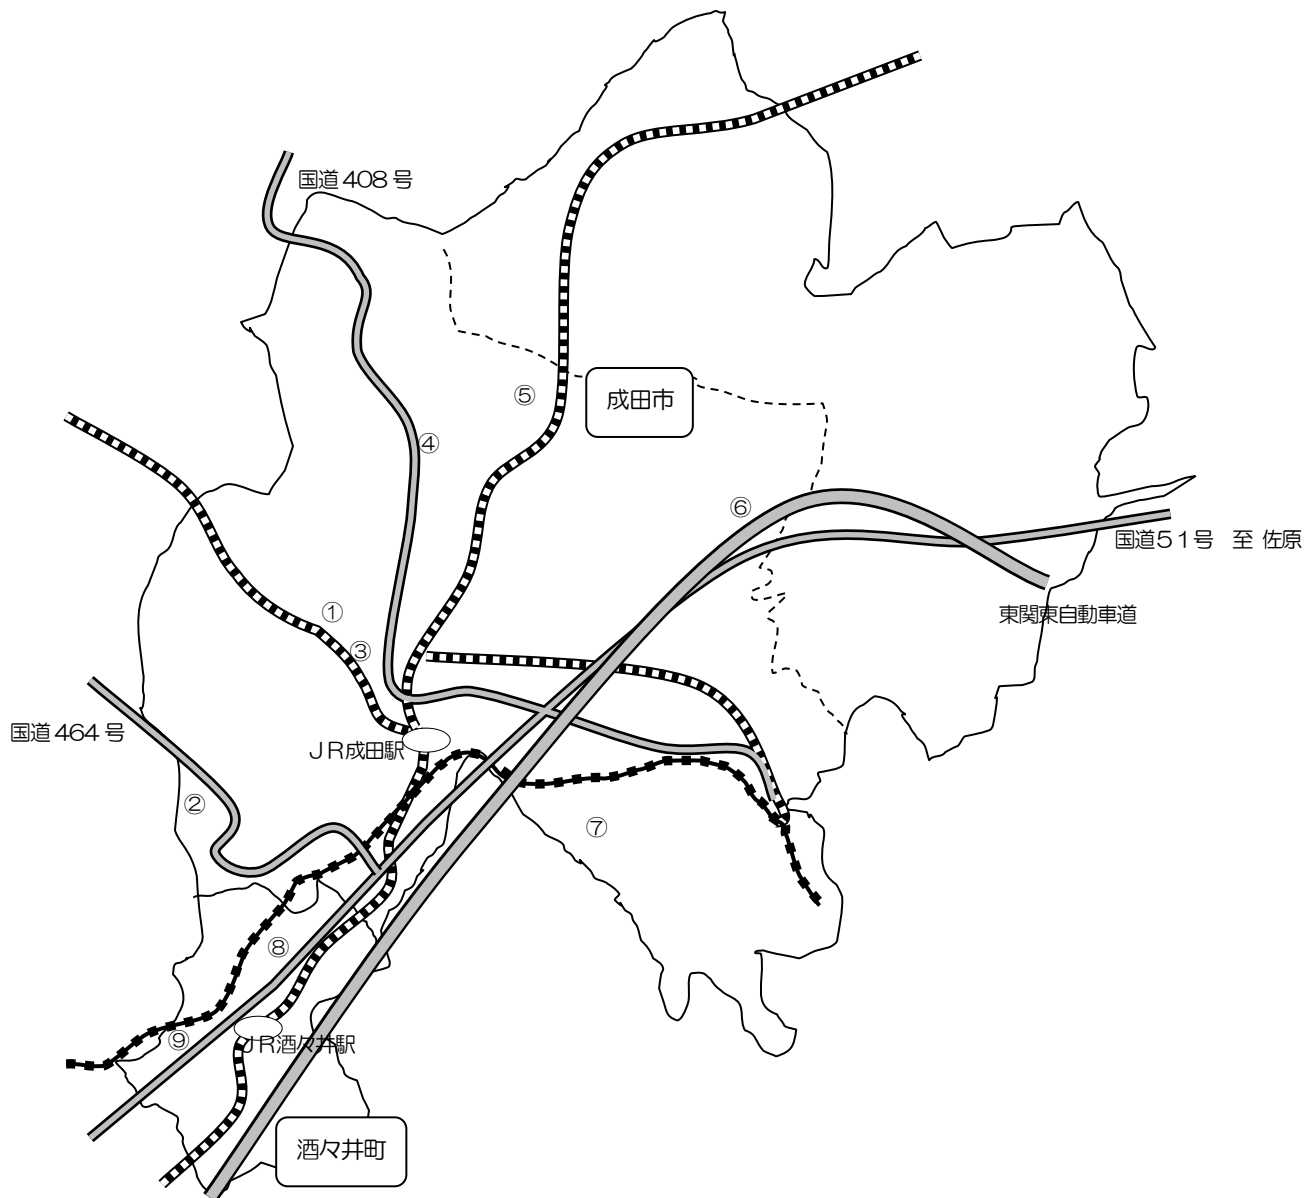 国道408号
⑤
成田市
④
⑥
国道51号　至 佐原
①
東関東自動車道
③
国道464号
JR成田駅
②
⑦
⑧
⑨
JR酒々井駅
酒々井町